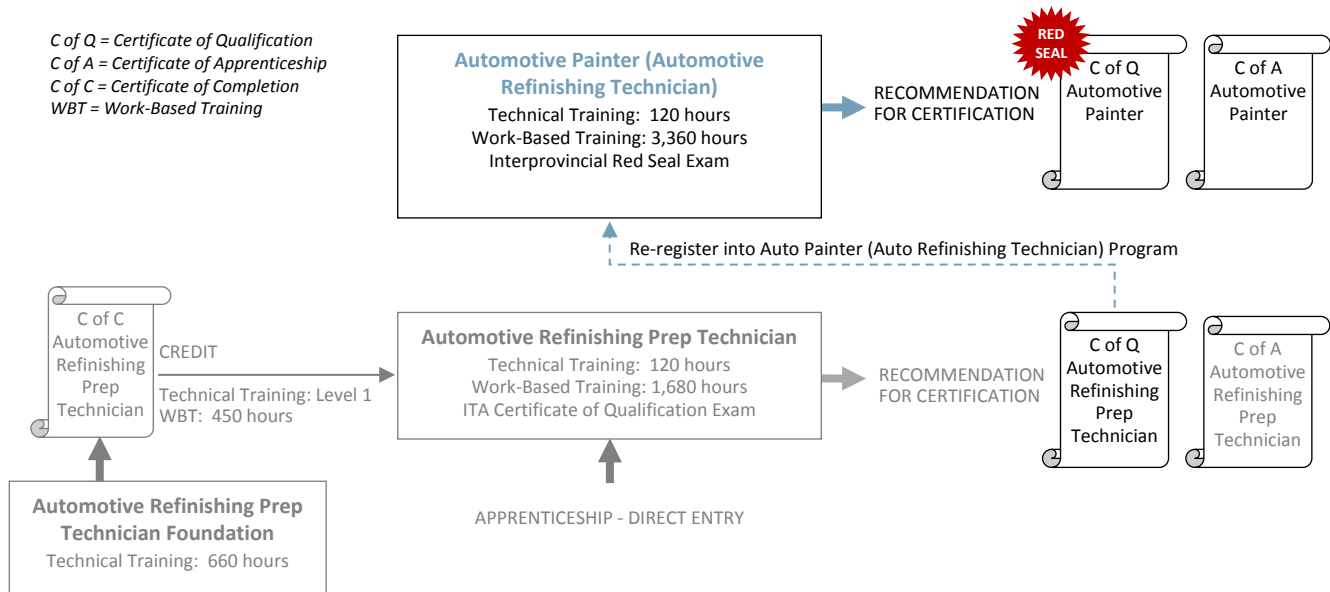 C of Q = Certificate of Qualification
C of A = Certificate of Apprenticeship
C of C = Certificate of Completion
WBT = Work-Based Training
Automotive Painter (Automotive
Refinishing Technician)
Technical Training: 120 hours
Work-Based Training: 3,360 hours
Interprovincial Red Seal Exam
RECOMMENDATION
FOR CERTIFICATION
RED
SEAL
C of Q
Automotive
Painter
C of A
Automotive
Painter
Re-register into Auto Painter (Auto Refinishing Technician) Program
C of C
Automotive
Refinishing
Prep
Technician
CREDIT
Technical Training: Level 1
WBT: 450 hours
Automotive Refinishing Prep Technician
Technical Training: 120 hours
Work-Based Training: 1,680 hours
ITA Certificate of Qualification Exam
RECOMMENDATION
FOR CERTIFICATION
C of Q
Automotive
Refinishing
Prep
Technician
C of A
Automotive
Refinishing
Prep
Technician
Automotive Refinishing Prep
Technician Foundation
Technical Training: 660 hours
APPRENTICESHIP - DIRECT ENTRY